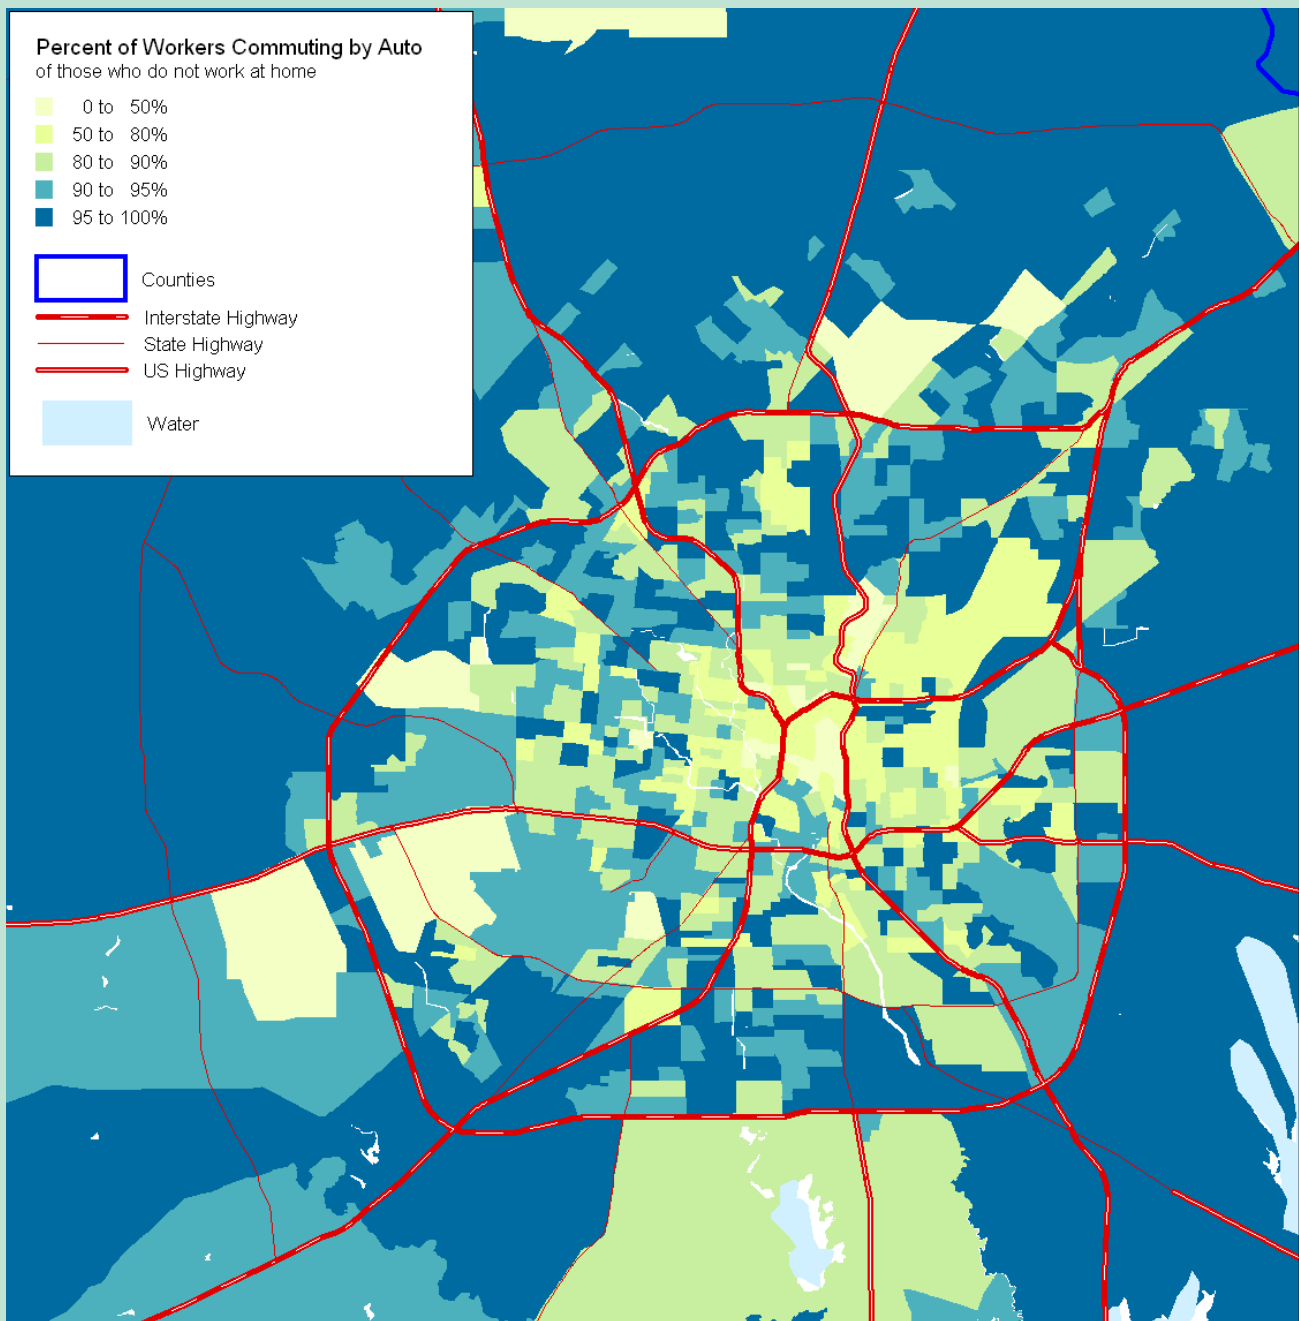 Percent of Workers Commuting by Auto
of those who do not work at home
0 to 50%
50 to 80%
80 to 90%
90 to 95%
95 to 100%
Counties
Interstate Highway
State Highway
US Highway
Water